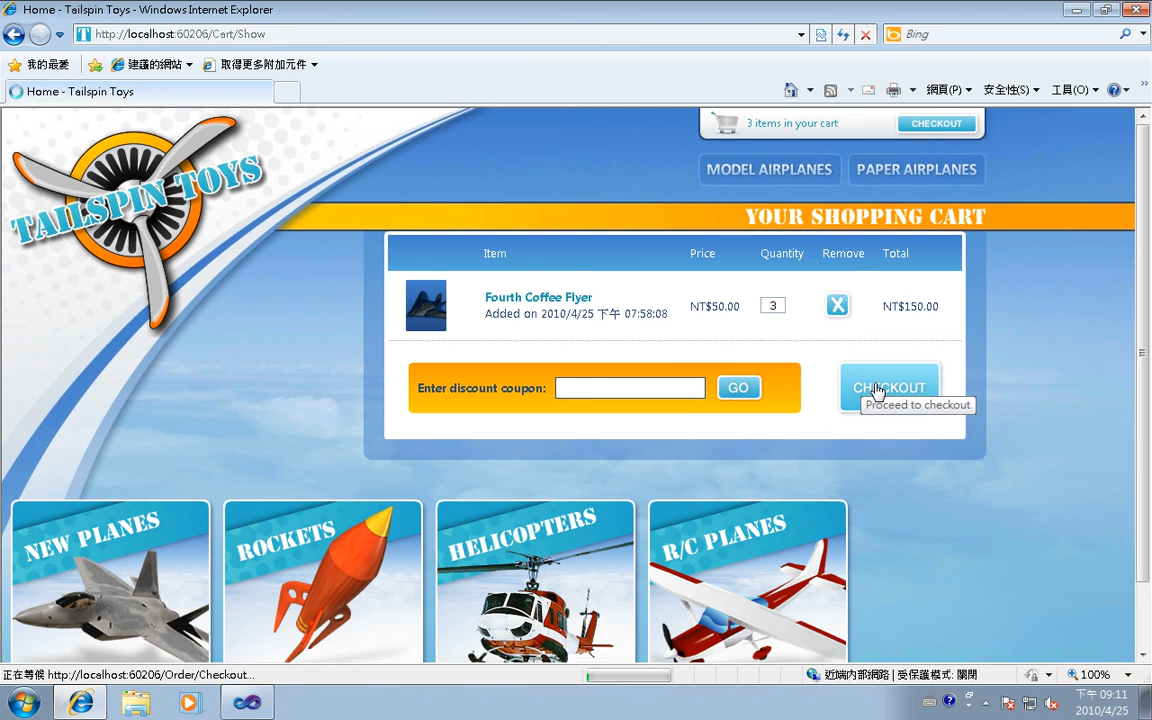 Home - Tailspin Toys - Windows Internet Explorer
http://localhost:60206/Cart/Show
Bing
我的最愛
建議的網站
取得更多附加元件
Home - Tailspin Toys
網頁(P)
安全性(S)
工具(O)
3 items in your cart
CHECKOUT
TAILSPIN TOYS
MODEL AIRPLANES
PAPER AIRPLANES
YOUR SHOPPING CART
Item Price Quantity Remove Total
Fourth Coffee Flyer
Added on 2010/4/25 下午 07:58:08
NT$50.00
3
X
NT$150.00
Enter discount coupon:
GO
CHECKOUT
Proceed to checkout
NEW PLANES
ROCKETS
HELICOPTERS
R/C PLANES
正在等候 http://localhost:60206/Order/Checkout...
近端內部網路 | 受保護模式: 關閉
100%
下午 09:11
2010/4/25